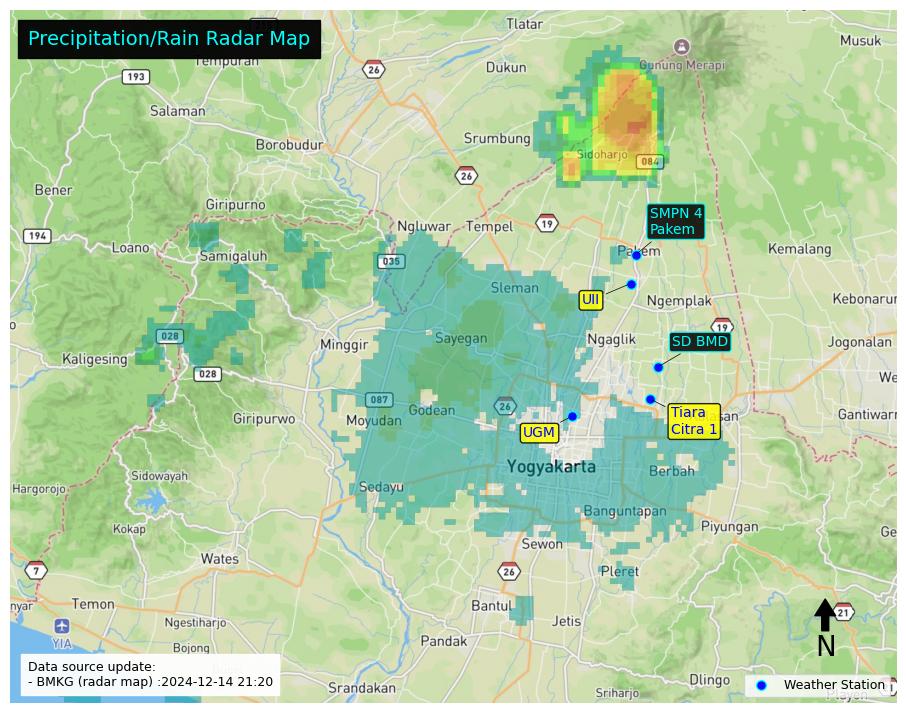 Precipitation/Rain Radar Map
Tlatar
Musuk
Gunung Merapi
26
Dukun
193
Salaman
Srumbung
Borobudur
Sidoharjo
084
26
Bener
Giripurno
SMPN 4
Pakem
194
Ngluwar
Tempel
19
Loano
Samigaluh
035
Pakem
Kemalang
Sleman
UII
Ngemplak
028
Sayegan
Ngaglik
19
Minggir
SD BMD
Jogonalan
Kaligesing
028
087
Godean
26
Giripurno
Moyudan
Tiara
Citra 1
UGM
Yogyakarta
Berbah
Sidowayah
Sedayu
Hargorojo
Banguntapan
Kokap
Piyungan
Sewon
Wates
26
Pleret
7
Temon
Bantul
21
Ngestiharjo
Jetis
YIA
Bojong
Pandak
N
Data source update:
- BMKG (radar map) :2024-12-14 21:20
Dlingo
Srandakan
Sriharjo
Weather Station